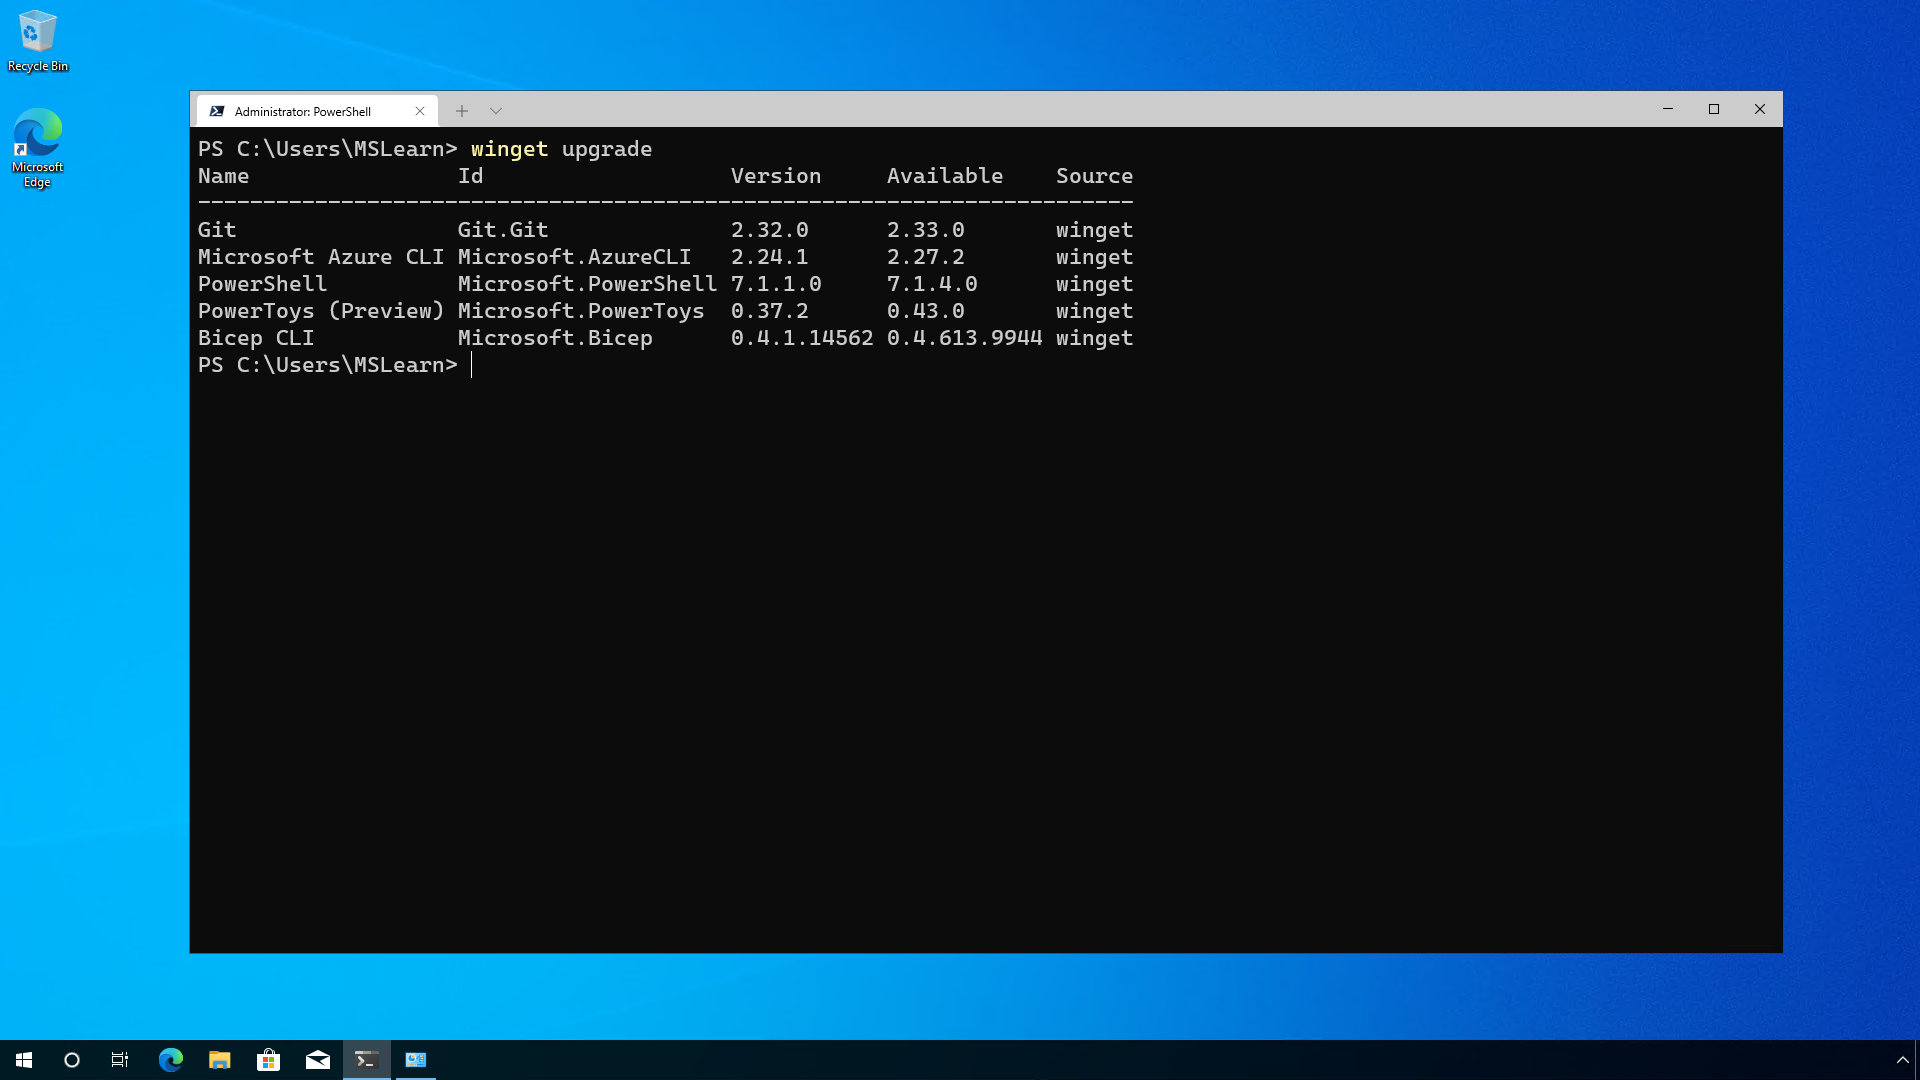 Recycle Bin
Microsoft
Edge
Administrator: PowerShell
PS C:\Users\MSLearn> winget upgrade
Name                Id                   Version     Available    Source
------------------------------------------------------------------------
Git                 Git.Git              2.32.0      2.33.0       winget
Microsoft Azure CLI Microsoft.AzureCLI   2.24.1      2.27.2       winget
PowerShell          Microsoft.PowerShell 7.1.1.0     7.1.4.0      winget
PowerToys (Preview) Microsoft.PowerToys  0.37.2      0.43.0       winget
Bicep CLI           Microsoft.Bicep      0.4.1.14562 0.4.613.9944 winget
PS C:\Users\MSLearn>